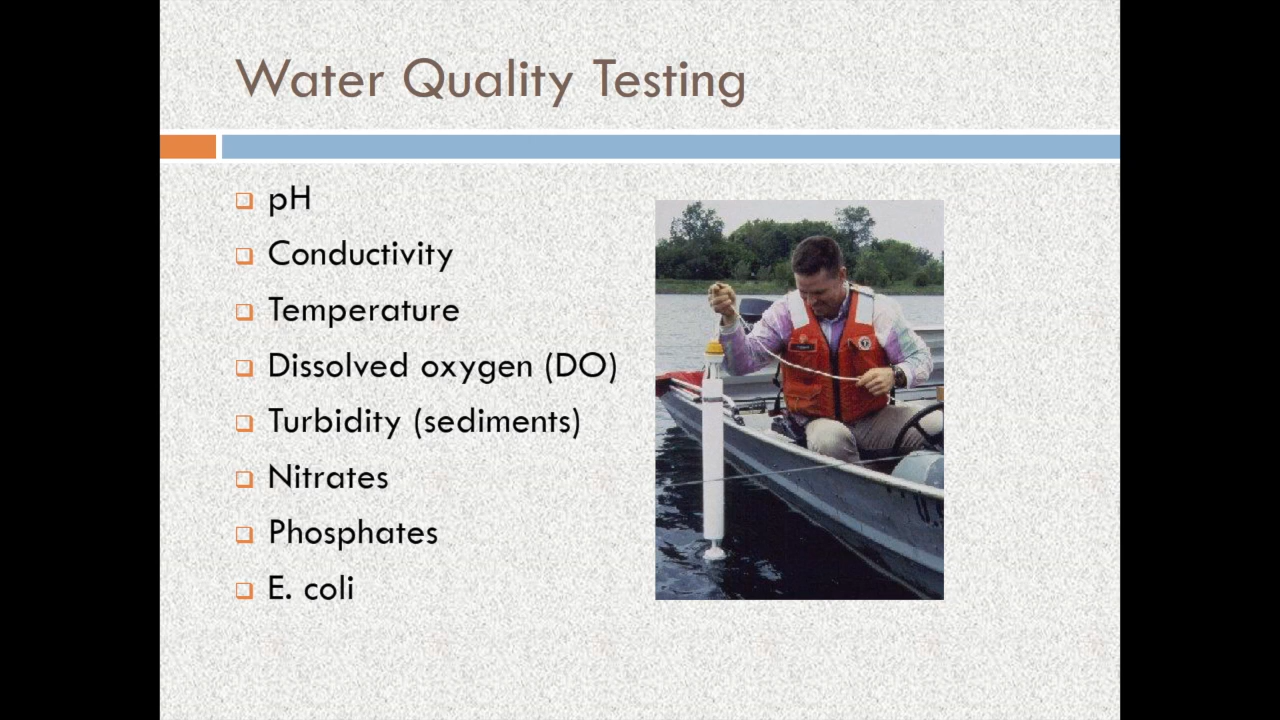 Water Quality Testing
pH
Conductivity
Temperature
Dissolved oxygen (DO)
Turbidity (sediments)
Nitrates
Phosphates
E. coli